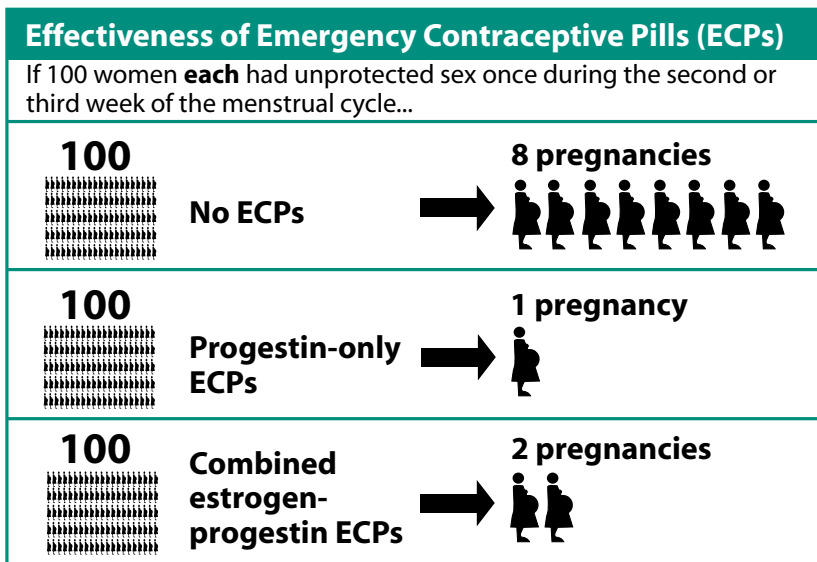 Effectiveness of Emergency Contraceptive Pills (ECPs)
If 100 women each had unprotected sex once during the second or
third week of the menstrual cycle...
100
No ECPs
8 pregnancies
100
Progestin-only
ECPs
1 pregnancy
100
Combined
estrogen-
progestin ECPs
2 pregnancies